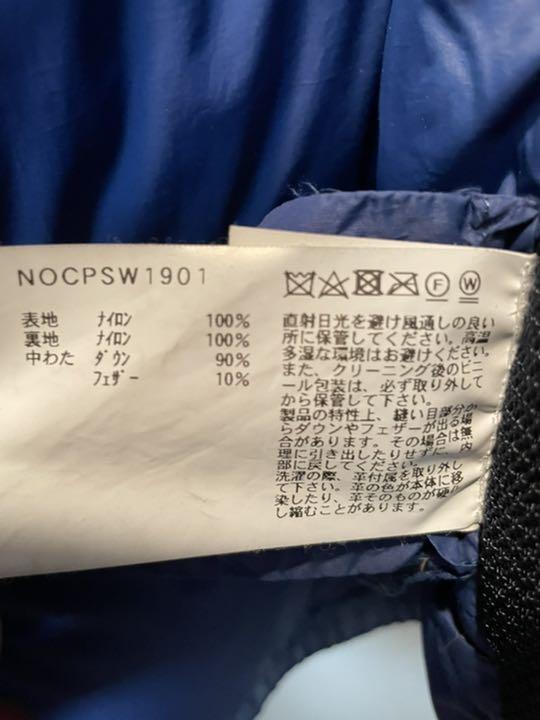 NOCPSW1901
表地 ﾅｲﾛﾝ 100%
裏地 ﾅｲﾛﾝ 100%
中わた ﾀﾞｳﾝ 90%
ﾌｪｻﾞｰ 10%
F W
直射日光を避け風通しの良い
所に保管してください。高温
多湿な環境はお避けください。
また、クリーニング後のビニ
ール包装は、必ず取り外して
から保管して下さい。
製品の特性上、縫い目部分か
らダウンやフェザーが出る場
合があります。その場合は無
理に引き出したりせずに、内
部に戻してください。
洗濯の際、革付属を取り外し
て下さい。革の色が本体に移
染したり、革そのものが硬化
し縮むことがあります。